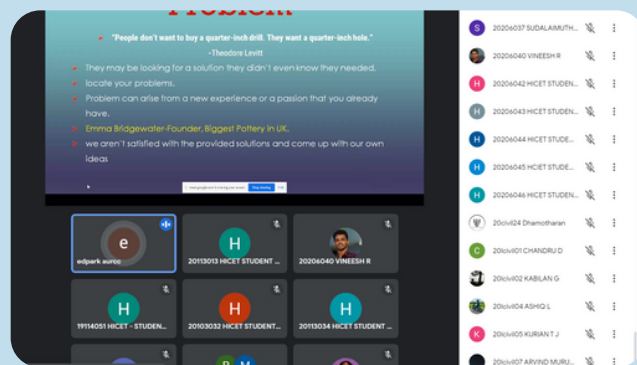 Problem
"People don't want to buy a quarter-inch drill. They want a quarter-inch hole."
-Theodore Levitt
They may be looking for a solution they didn't even know they needed.
locate your problems.
Problem can arise from a new experience or a passion that you already
have.
Emma Bridgewater-Founder, Biggest Pottery in UK.
we aren't satisfied with the provided solutions and come up with our own
ideas
Stop sharing
e
edpark aurcc
H
20113013 HICET STUDENT ...
20206040 VINEESH R
H
19114051 HICET - STUDEN...
H
20103032 HICET STUDENT...
H
20113034 HICET STUDENT...
R
M
S
20206037 SUDALAIMUTH...
20206040 VINEESH R
H
20206042 HICET STUDEN...
H
20206043 HICET STUDEN...
H
20206044 HICET STUDE...
H
20206045 HCIET STUDE...
H
20206046 HICET STUDEN...
20civil24 Dhamotharan
C
20lcivil01 CHANDRU D
20lcivil02 KABILAN G
20lcivil04 ASHIQ L
K
20lcivil05 KURIAN T J
20lcivil07 ARVIND MURU...